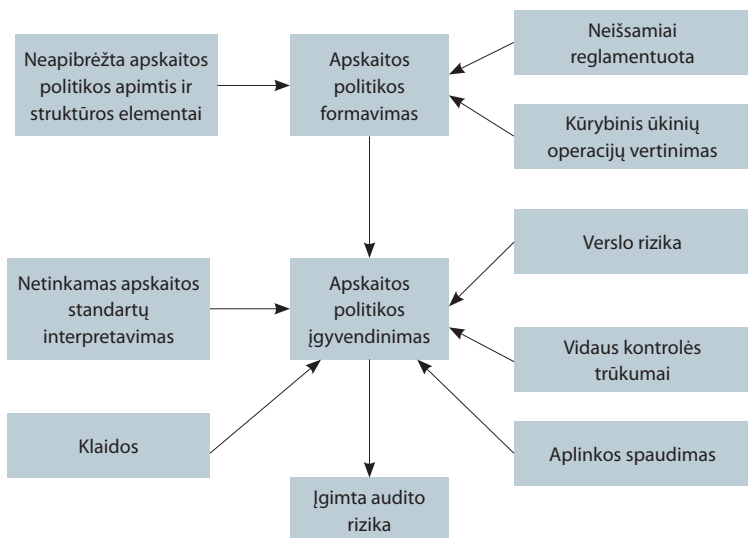 Neapibrėžta apskaitos
politikos apimtis ir
struktūros elementai
Apskaitos
politikos
formavimas
Neišsamiai
reglamentuota
Kūrybinis ūkinių
operacijų vertinimas
Netinkamas apskaitos
standartų
interpretavimas
Apskaitos
politikos
įgyvendinimas
Verslo rizika
Vidaus kontrolės
trūkumai
Klaidos
Aplinkos spaudimas
Įgimta audito
rizika